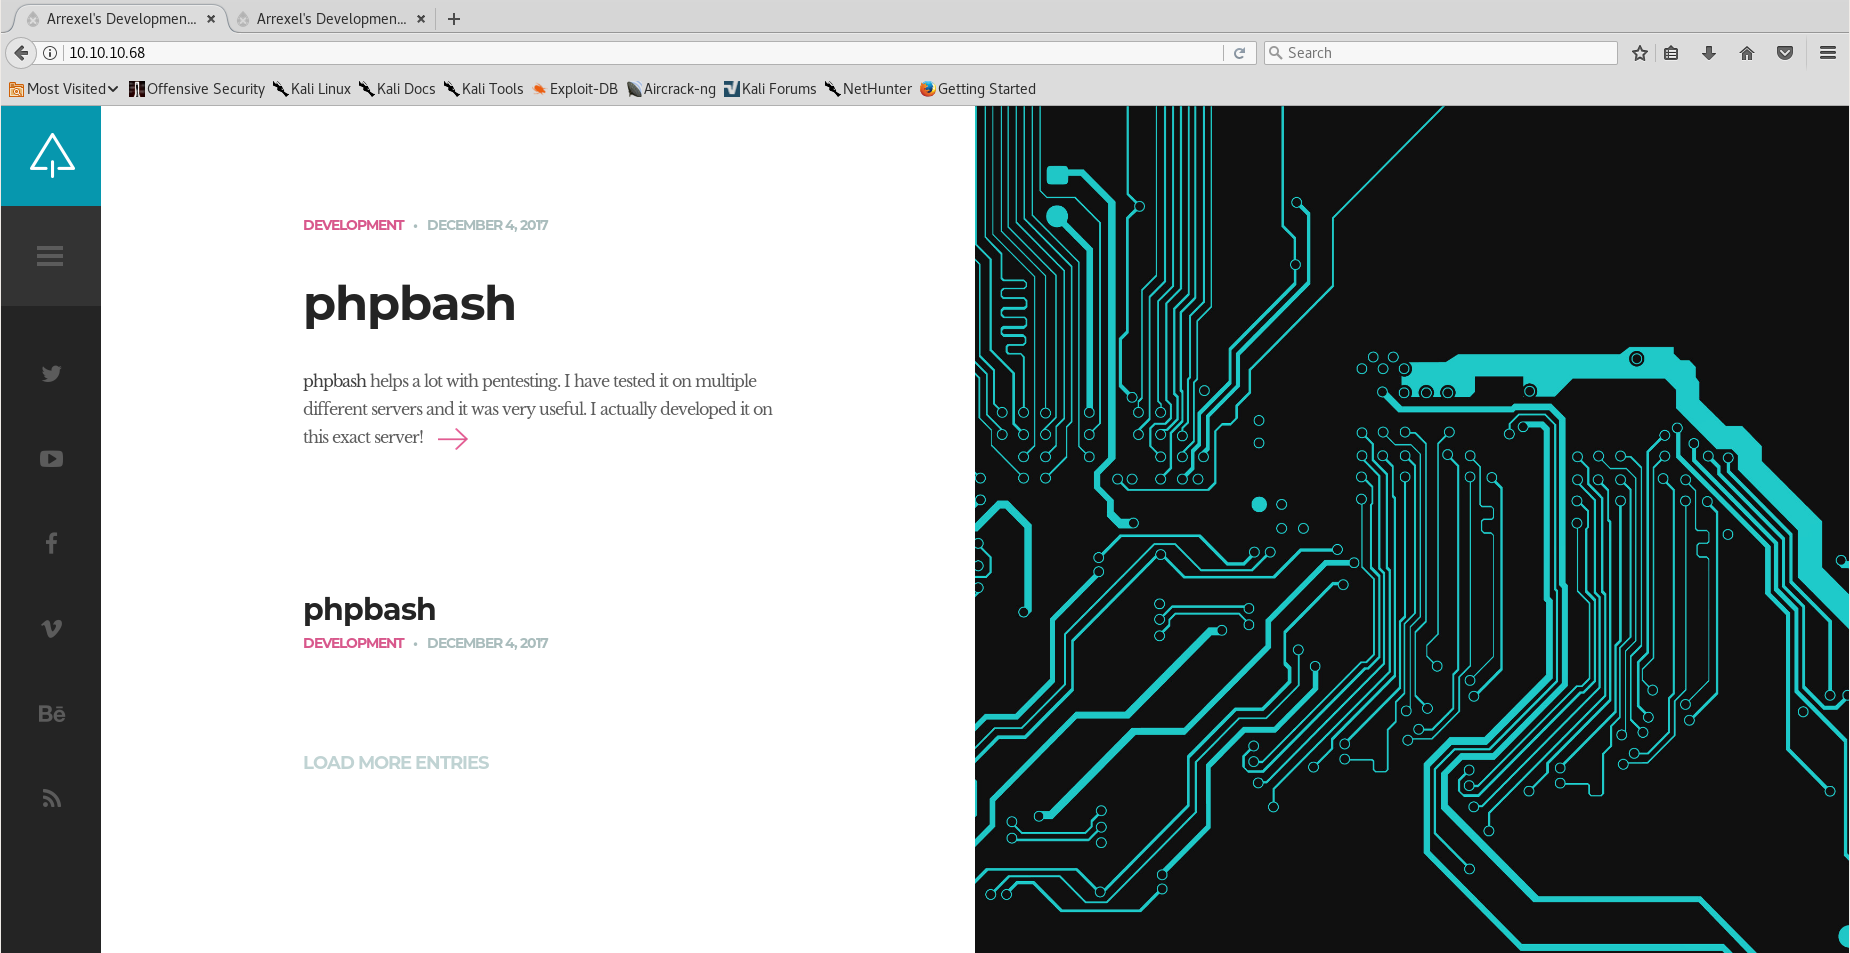 Arrexel's Developmen... Arrexel's Developmen...
10.10.10.68 Search
Most Visited Offensive Security Kali Linux Kali Docs Kali Tools Exploit-DB Aircrack-ng Kali Forums NetHunter Getting Started
DEVELOPMENT • DECEMBER 4, 2017
phpbash
phpbash helps a lot with pentesting. I have tested it on multiple
different servers and it was very useful. I actually developed it on
this exact server!
phpbash
DEVELOPMENT • DECEMBER 4, 2017
Bē
LOAD MORE ENTRIES